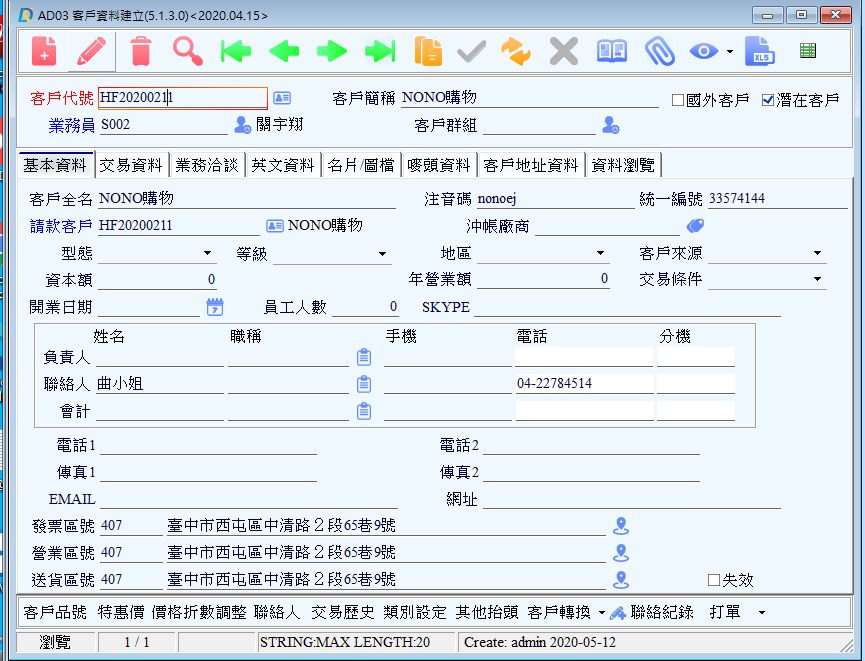 AD03 客戶資料建立(5.1.3.0)<2020.04.15>
XLS
客戶代號 HF20200211 客戶簡稱 NONO購物 國外客戶 潛在客戶
業務員 S002 關宇翔 客戶群組
基本資料 交易資料 業務洽談 英文資料 名片/圖檔 嘜頭資料 客戶地址資料 資料瀏覽
客戶全名 NONO購物 注音碼 nonoej 統一編號 33574144
請款客戶 HF20200211 NONO購物 沖帳廠商
型態 等級 地區 客戶來源
資本額 0 年營業額 0 交易條件
開業日期 7 員工人數 0 SKYPE
姓名 職稱 手機 電話 分機
負責人
聯絡人 曲小姐 04-22784514
會計
電話1 電話2
傳真1 傳真2
EMAIL 網址
發票區號 407 臺中市西屯區中清路２段65巷9號
營業區號 407 臺中市西屯區中清路２段65巷9號
送貨區號 407 臺中市西屯區中清路２段65巷9號 失效
客戶品號 特惠價 價格折數調整 聯絡人 交易歷史 類別設定 其他抬頭 客戶轉換 聯絡紀錄 打單
瀏覽 1 / 1 STRING:MAX LENGTH:20 Create: admin 2020-05-12